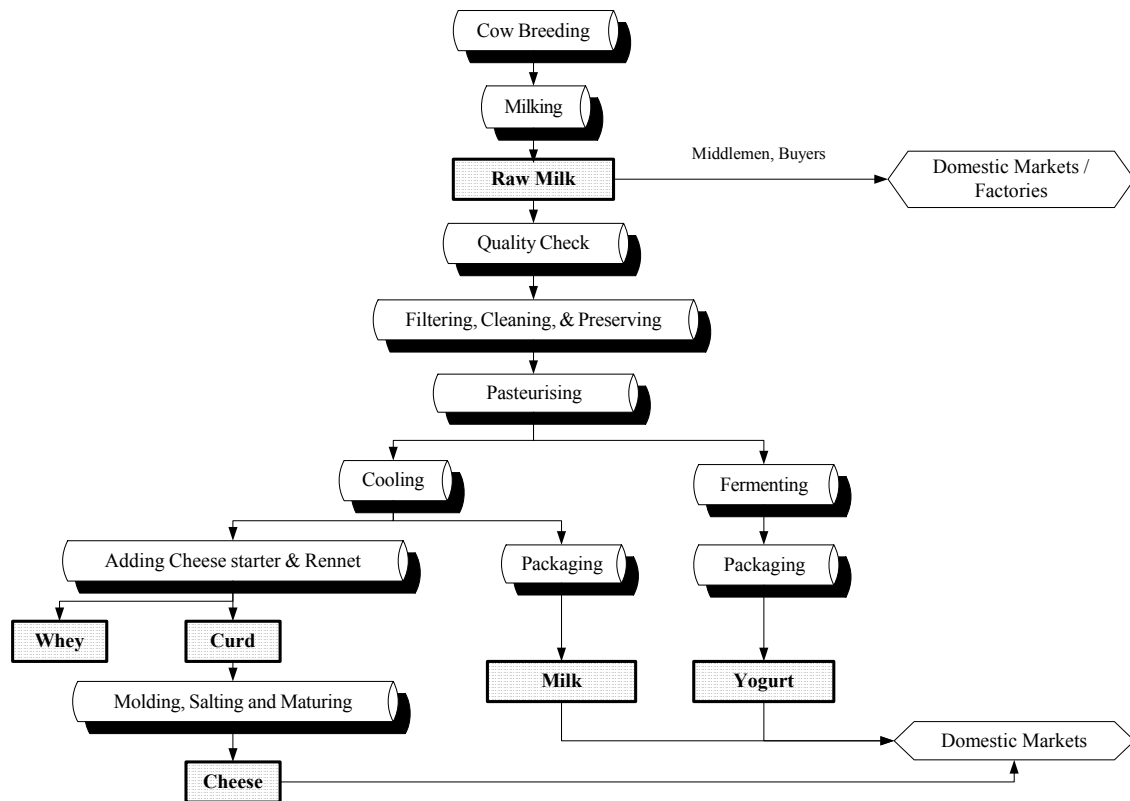 Cow Breeding
Milking
Raw Milk
Middlemen, Buyers
Domestic Markets /
Factories
Quality Check
Filtering, Cleaning, & Preserving
Pasteurising
Cooling
Fermenting
Adding Cheese starter & Rennet
Packaging
Packaging
Whey
Curd
Milk
Yogurt
Molding, Salting and Maturing
Domestic Markets
Cheese